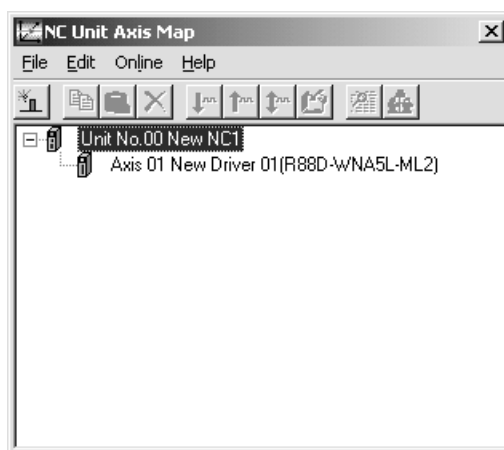 NC Unit Axis Map
File Edit Online Help
Unit No.00 New NC1
Axis 01 New Driver 01(R88D-WNA5L-ML2)